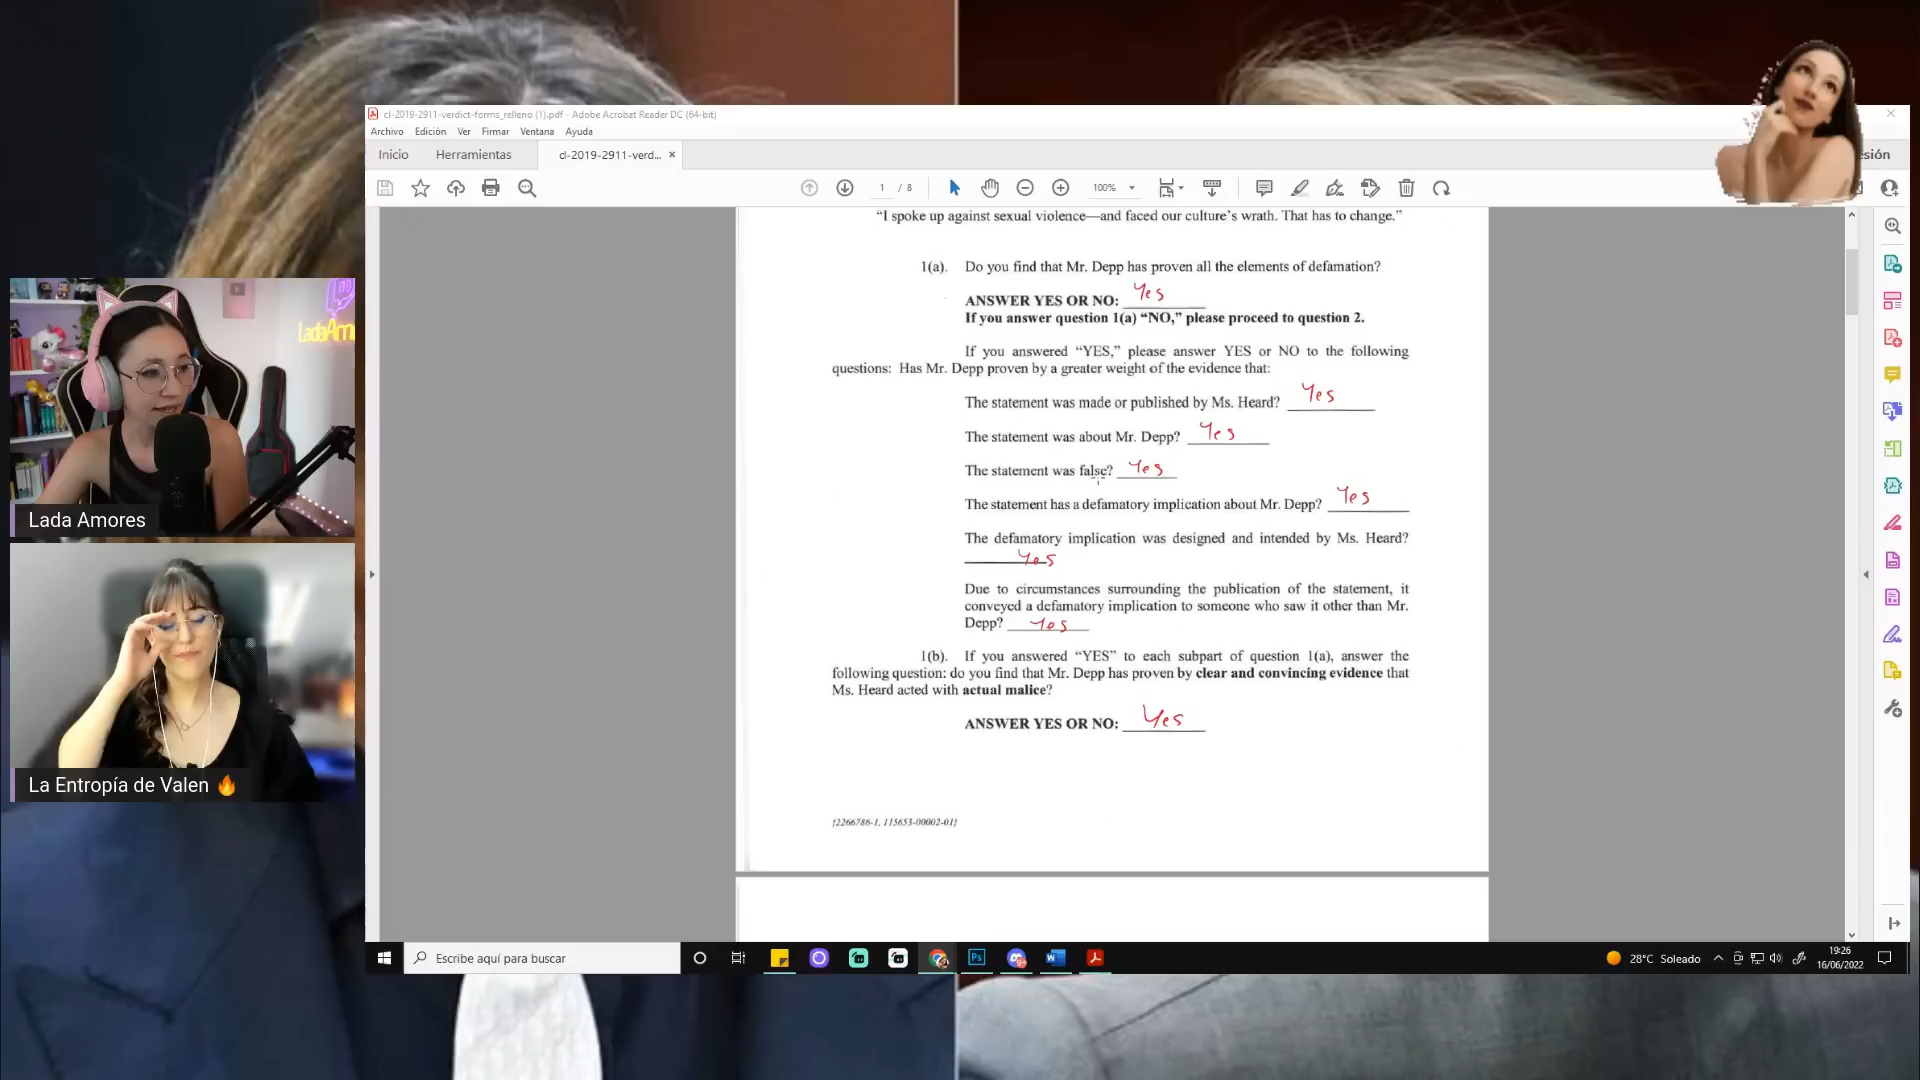 cl-2019-2911-verdict-forms_relleno (1).pdf - Adobe Acrobat Reader DC (64-bit)
Archivo Edición Ver Firmar Ventana Ayuda
Inicio Herramientas cl-2019-2911-verd... × esión
1 / 8 100%
“I spoke up against sexual violence—and faced our culture’s wrath. That has to change.”
1(a). Do you find that Mr. Depp has proven all the elements of defamation?
ANSWER YES OR NO: Yes
If you answer question 1(a) “NO,” please proceed to question 2.
If you answered “YES,” please answer YES or NO to the following
questions: Has Mr. Depp proven by a greater weight of the evidence that:
The statement was made or published by Ms. Heard? Yes
The statement was about Mr. Depp? Yes
The statement was false? Yes
The statement has a defamatory implication about Mr. Depp? Yes
The defamatory implication was designed and intended by Ms. Heard?
Yes
Due to circumstances surrounding the publication of the statement, it
conveyed a defamatory implication to someone who saw it other than Mr.
Depp? Yes
1(b). If you answered “YES” to each subpart of question 1(a), answer the
following question: do you find that Mr. Depp has proven by clear and convincing evidence that
Ms. Heard acted with actual malice?
ANSWER YES OR NO: Yes
{2266786-1, 115653-00002-01}
LadaAm
Lada Amores
La Entropía de Valen 🔥
Escribe aquí para buscar
28°C Soleado
19:26
16/06/2022